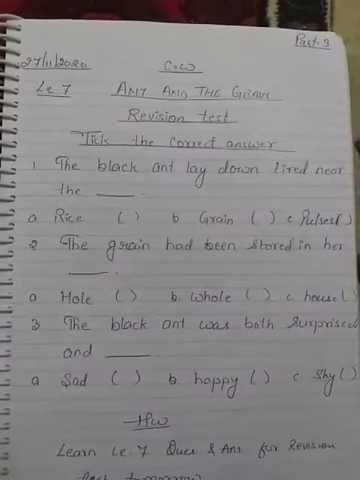 Part-3
27/11/2020 C.W
Le.7 ANT AND THE GRAIN
Revision test
Tick the correct answer
1 The black ant lay down tired near
the ____.
a Rice ( ) b Grain ( ) c Pulses( )
2 The grain had been stored in her
____.
a Hole ( ) b. Whole ( ) c. house( )
3 The black ant was both surprised
and ____
a Sad ( ) b. happy ( ) c. Shy ( )
HW
Learn Le.7 Ques & Ans for Revision
tomorrow